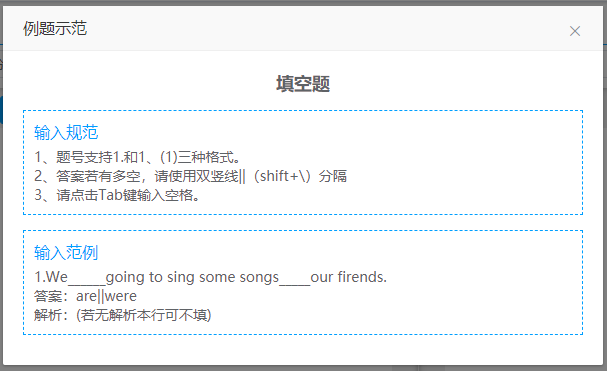 例题示范
填空题
输入规范
1、题号支持1.和1、(1)三种格式。
2、答案若有多空，请使用双竖线||（shift+\）分隔
3、请点击Tab键输入空格。
输入范例
1.We_____going to sing some songs____our firends.
答案：are||were
解析：(若无解析本行可不填)